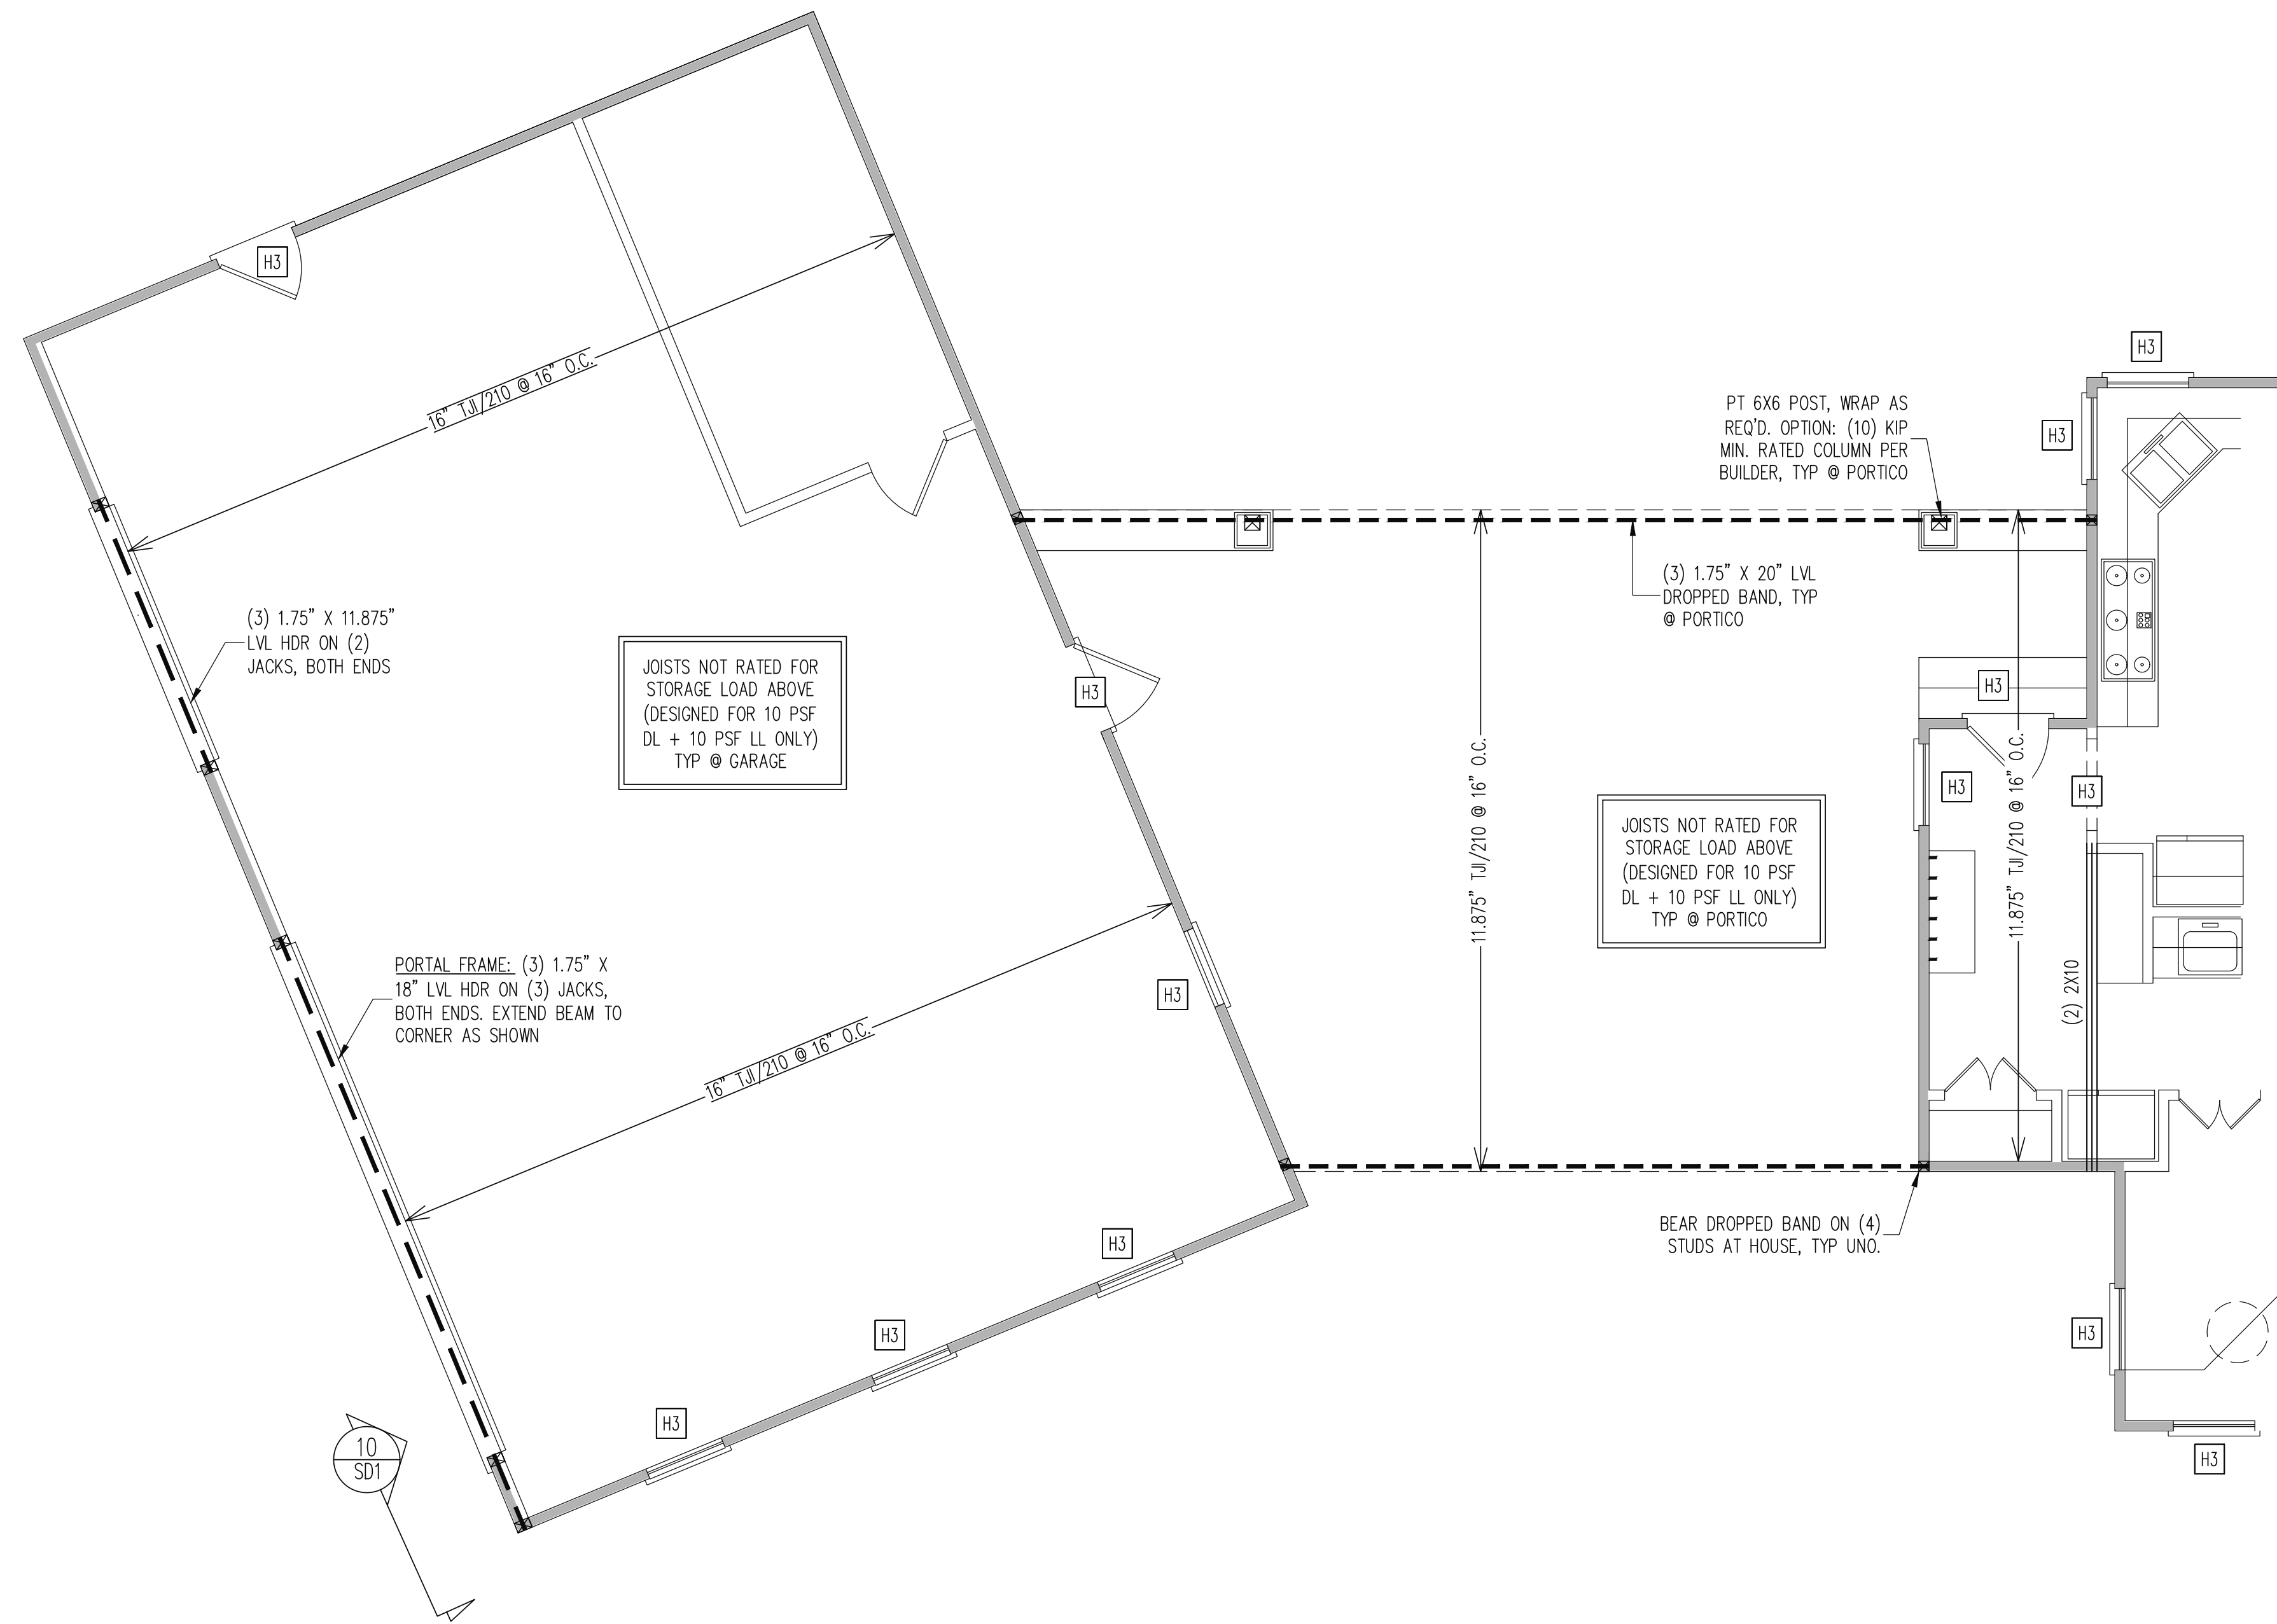 H3
16” TJI/210 @ 16” O.C.
H3
PT 6X6 POST, WRAP AS
REQ’D. OPTION: (10) KIP
MIN. RATED COLUMN PER
BUILDER, TYP @ PORTICO
H3
(3) 1.75” X 20” LVL
DROPPED BAND, TYP
@ PORTICO
(3) 1.75” X 11.875”
LVL HDR ON (2)
JACKS, BOTH ENDS
JOISTS NOT RATED FOR
STORAGE LOAD ABOVE
(DESIGNED FOR 10 PSF
DL + 10 PSF LL ONLY)
TYP @ GARAGE
H3
H3
H3
H3
11.875” TJI/210 @ 16” O.C.
JOISTS NOT RATED FOR
STORAGE LOAD ABOVE
(DESIGNED FOR 10 PSF
DL + 10 PSF LL ONLY)
TYP @ PORTICO
11.875” TJI/210 @ 16” O.C.
PORTAL FRAME: (3) 1.75” X
18” LVL HDR ON (3) JACKS,
BOTH ENDS. EXTEND BEAM TO
CORNER AS SHOWN
H3
(2) 2X10
16” TJI/210 @ 16” O.C.
BEAR DROPPED BAND ON (4)
STUDS AT HOUSE, TYP UNO.
H3
H3
H3
H3
10
SD1
H3